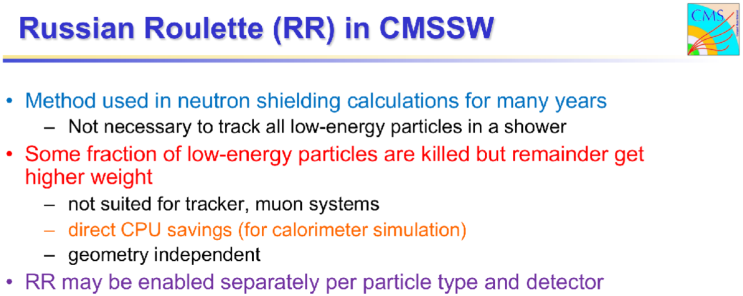 Russian Roulette (RR) in CMSSW
CMS
• Method used in neutron shielding calculations for many years
– Not necessary to track all low-energy particles in a shower
• Some fraction of low-energy particles are killed but remainder get
higher weight
– not suited for tracker, muon systems
– direct CPU savings (for calorimeter simulation)
– geometry independent
• RR may be enabled separately per particle type and detector